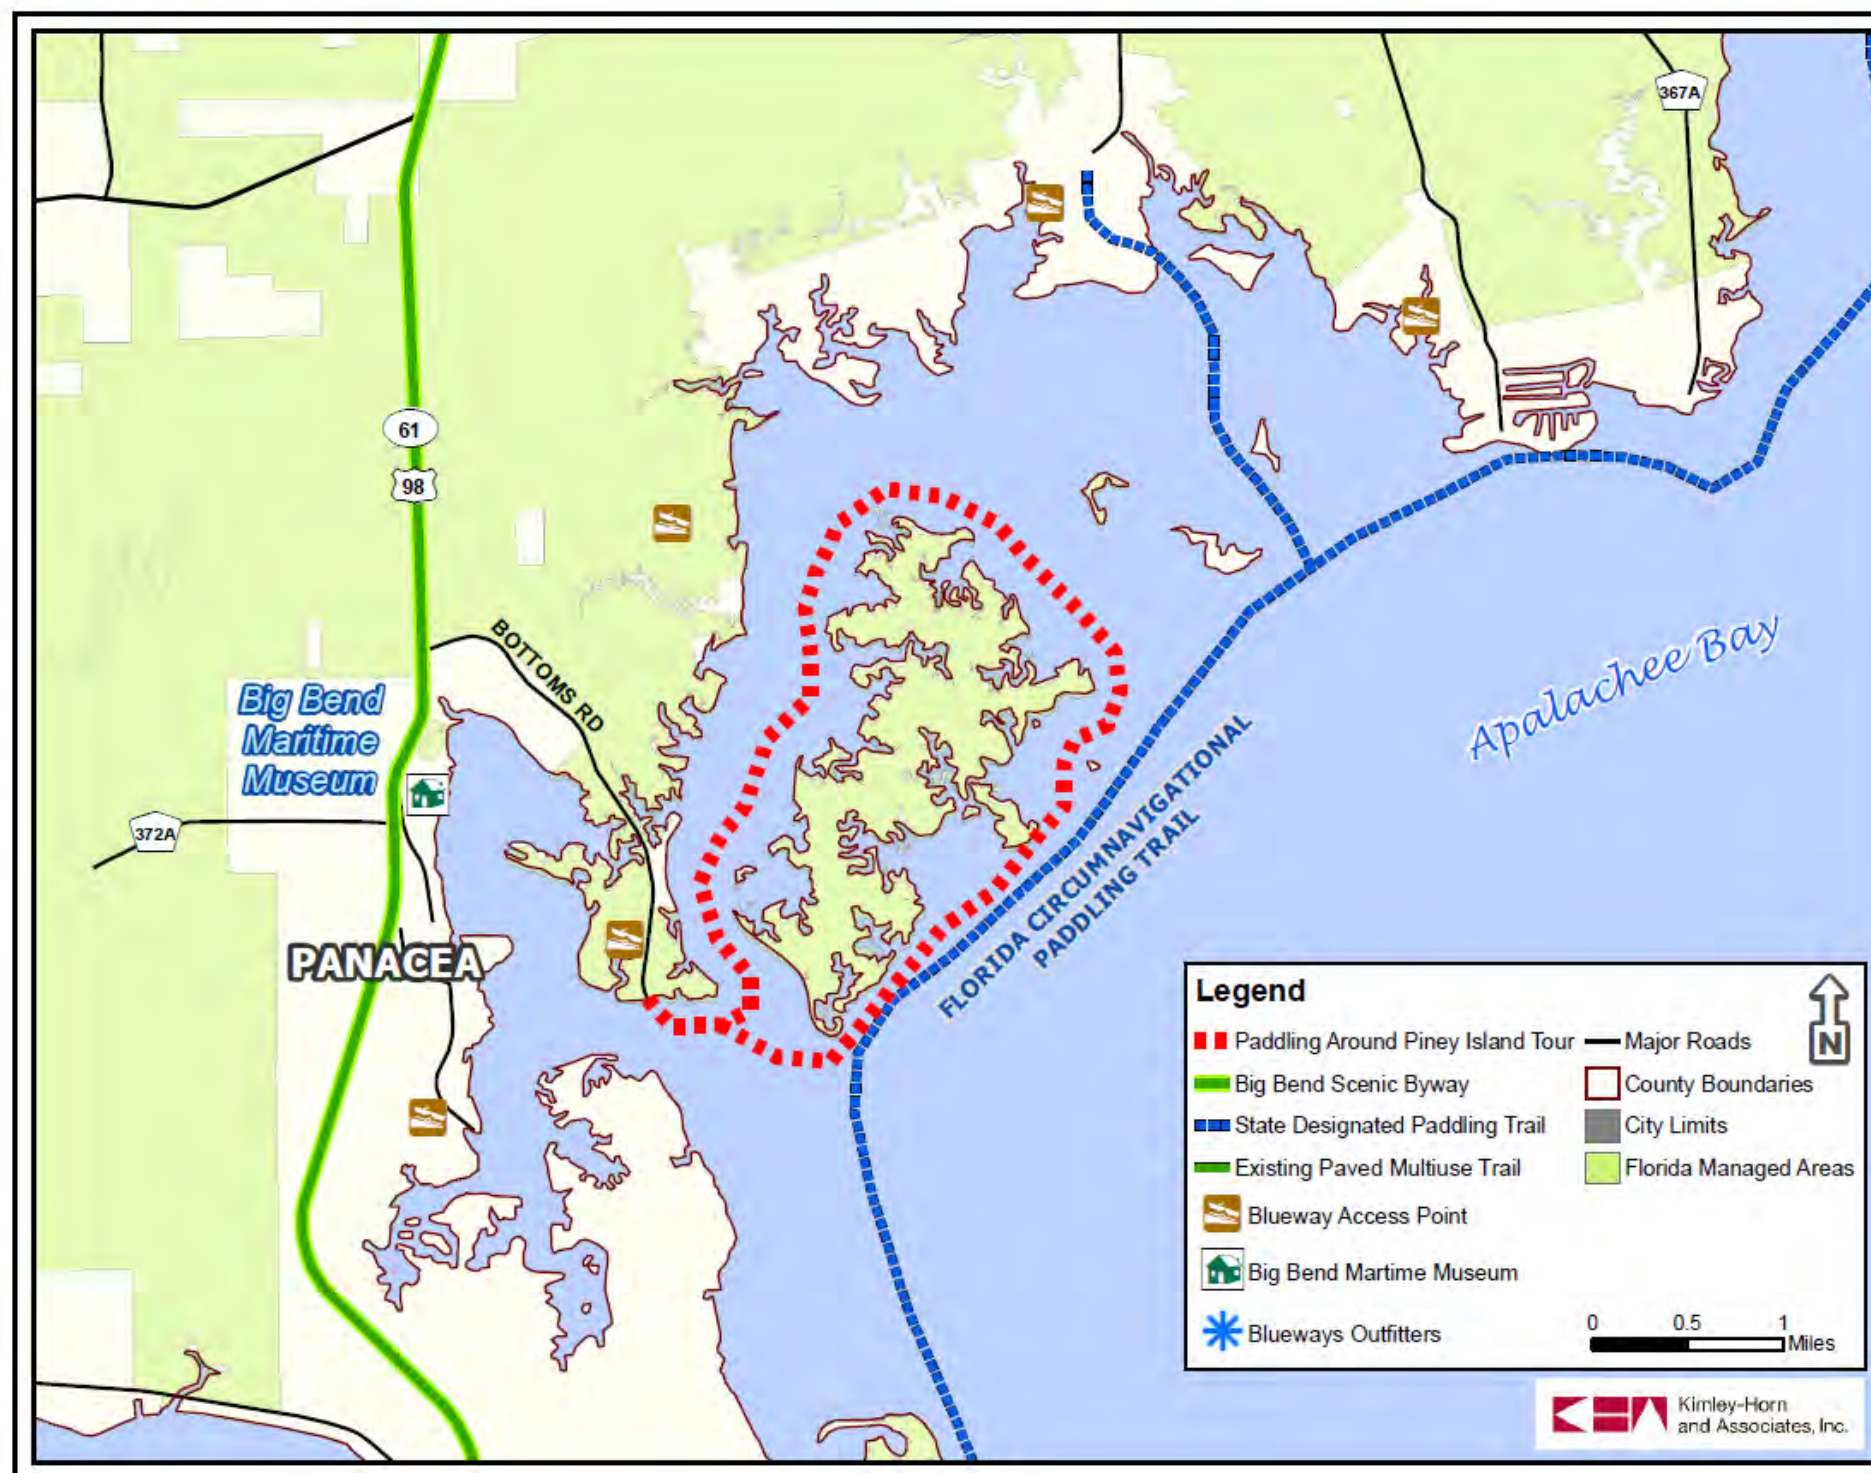 367A
61
98
BOTTOMS RD
Big Bend
Maritime
Museum
372A
PANACEA
Apalachee Bay
FLORIDA CIRCUMNAVIGATIONAL
PADDLING TRAIL
Legend
Paddling Around Piney Island Tour
Major Roads
N
Big Bend Scenic Byway
County Boundaries
State Designated Paddling Trail
City Limits
Existing Paved Multiuse Trail
Florida Managed Areas
Blueway Access Point
Big Bend Martime Museum
Blueways Outfitters
0 0.5 1
Miles
Kimley-Horn
and Associates, Inc.